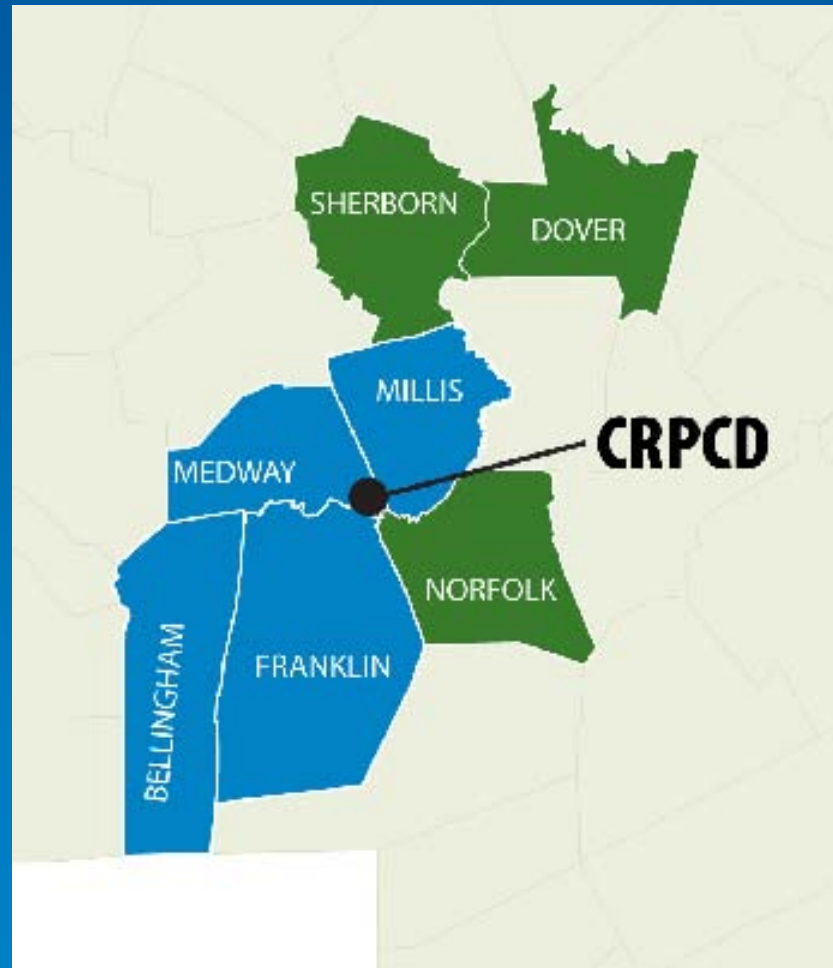 SHERBORN
DOVER
MILLIS
CRPCD
MEDWAY
NORFOLK
BELLINGHAM
FRANKLIN